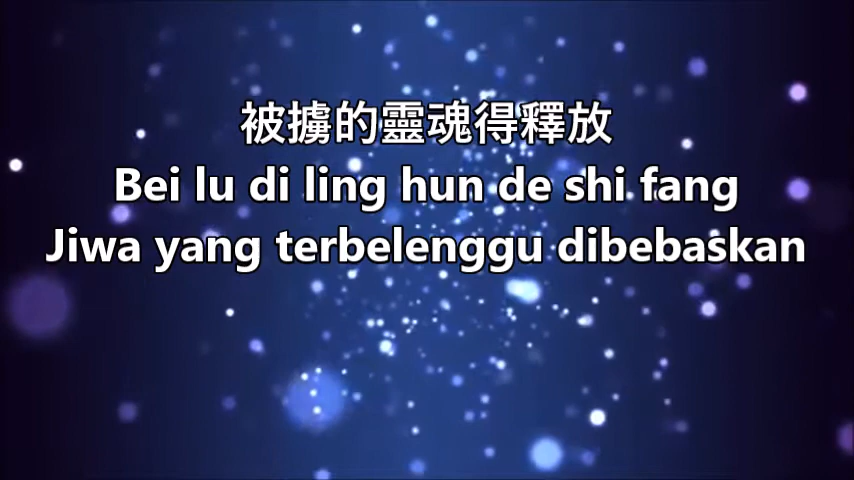 被擄的靈魂得釋放
Bei lu di ling hun de shi fang
Jiwa yang terbelenggu dibebaskan